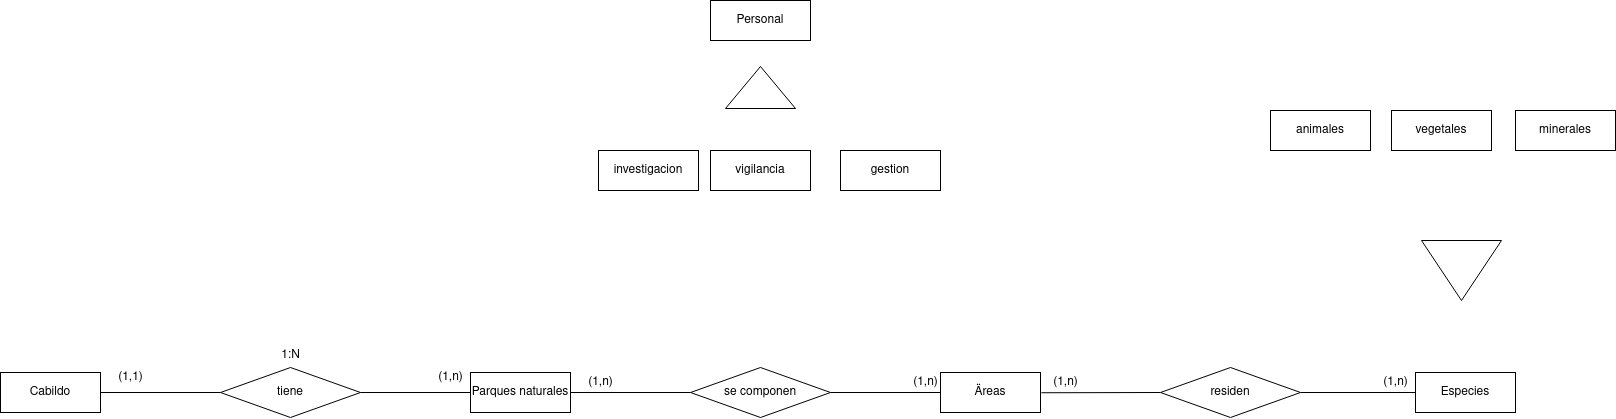 Personal
animales
vegetales
minerales
investigacion
vigilancia
gestion
1:N
(1,1)
(1,n)
(1,n)
(1,n)
(1,n)
(1,n)
Cabildo
tiene
Parques naturales
se componen
Äreas
residen
Especies